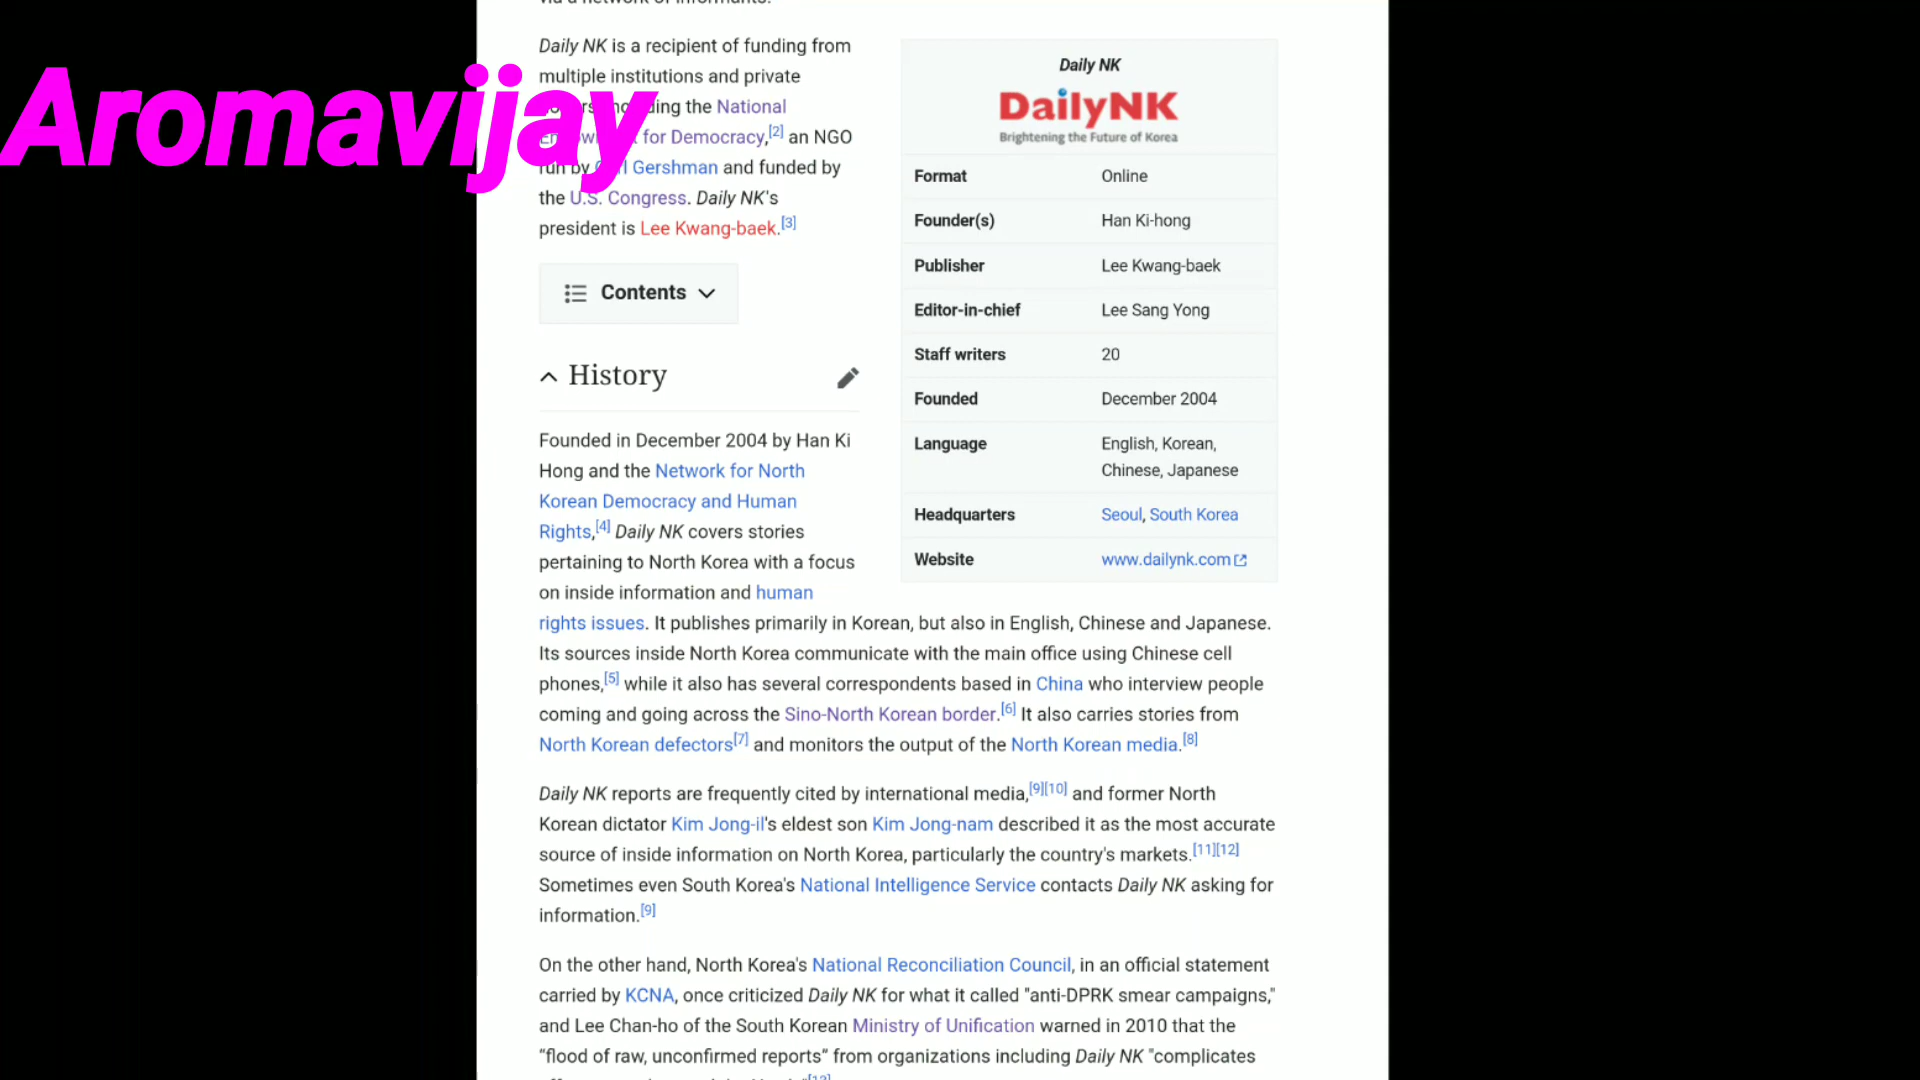 via a network of informants.
Daily NK is a recipient of funding from
multiple institutions and private
including the National
for Democracy,[2] an NGO
run by Carl Gershman and funded by
the U.S. Congress. Daily NK's
president is Lee Kwang-baek.[3]
Aromavijay
Contents
History
Founded in December 2004 by Han Ki
Hong and the Network for North
Korean Democracy and Human
Rights,[4] Daily NK covers stories
pertaining to North Korea with a focus
on inside information and human
rights issues. It publishes primarily in Korean, but also in English, Chinese and Japanese.
Its sources inside North Korea communicate with the main office using Chinese cell
phones,[5] while it also has several correspondents based in China who interview people
coming and going across the Sino-North Korean border.[6] It also carries stories from
North Korean defectors[7] and monitors the output of the North Korean media.[8]
Daily NK reports are frequently cited by international media,[9][10] and former North
Korean dictator Kim Jong-il's eldest son Kim Jong-nam described it as the most accurate
source of inside information on North Korea, particularly the country's markets.[11][12]
Sometimes even South Korea's National Intelligence Service contacts Daily NK asking for
information.[9]
On the other hand, North Korea's National Reconciliation Council, in an official statement
carried by KCNA, once criticized Daily NK for what it called "anti-DPRK smear campaigns,"
and Lee Chan-ho of the South Korean Ministry of Unification warned in 2010 that the
“flood of raw, unconfirmed reports” from organizations including Daily NK "complicates
[13]
Daily NK
DailyNK
Brightening the Future of Korea
Format Online
Founder(s) Han Ki-hong
Publisher Lee Kwang-baek
Editor-in-chief Lee Sang Yong
Staff writers 20
Founded December 2004
Language English, Korean,
Chinese, Japanese
Headquarters Seoul, South Korea
Website www.dailynk.com